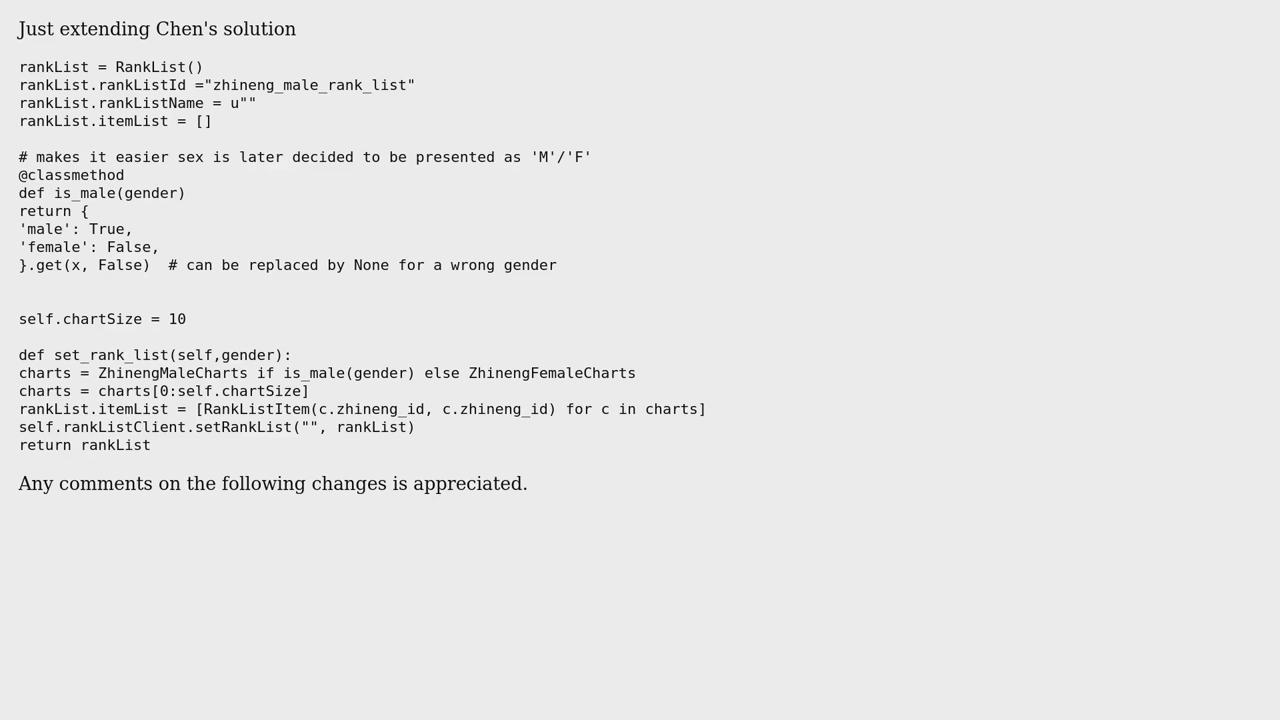 Just extending Chen's solution
rankList = RankList()
rankList.rankListId ="zhineng_male_rank_list"
rankList.rankListName = u""
rankList.itemList = []
# makes it easier sex is later decided to be presented as 'M'/'F'
@classmethod
def is_male(gender)
return {
'male': True,
'female': False,
}.get(x, False)  # can be replaced by None for a wrong gender
self.chartSize = 10
def set_rank_list(self,gender):
charts = ZhinengMaleCharts if is_male(gender) else ZhinengFemaleCharts
charts = charts[0:self.chartSize]
rankList.itemList = [RankListItem(c.zhineng_id, c.zhineng_id) for c in charts]
self.rankListClient.setRankList("", rankList)
return rankList
Any comments on the following changes is appreciated.